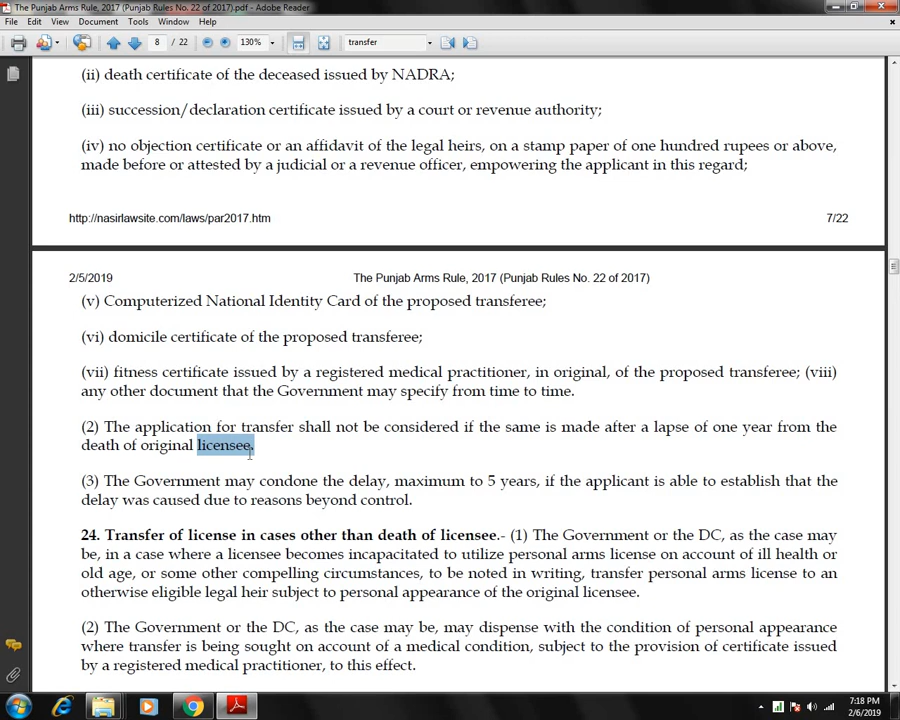 The Punjab Arms Rule, 2017 (Punjab Rules No. 22 of 2017).pdf - Adobe Reader
File Edit View Document Tools Window Help
8 / 22 130% transfer
(ii) death certificate of the deceased issued by NADRA;
(iii) succession/declaration certificate issued by a court or revenue authority;
(iv) no objection certificate or an affidavit of the legal heirs, on a stamp paper of one hundred rupees or above,
made before or attested by a judicial or a revenue officer, empowering the applicant in this regard;
http://nasirlawsite.com/laws/par2017.htm 7/22
2/5/2019 The Punjab Arms Rule, 2017 (Punjab Rules No. 22 of 2017)
(v) Computerized National Identity Card of the proposed transferee;
(vi) domicile certificate of the proposed transferee;
(vii) fitness certificate issued by a registered medical practitioner, in original, of the proposed transferee; (viii)
any other document that the Government may specify from time to time.
(2) The application for transfer shall not be considered if the same is made after a lapse of one year from the
death of original licensee.
(3) The Government may condone the delay, maximum to 5 years, if the applicant is able to establish that the
delay was caused due to reasons beyond control.
24. Transfer of license in cases other than death of licensee.- (1) The Government or the DC, as the case may
be, in a case where a licensee becomes incapacitated to utilize personal arms license on account of ill health or
old age, or some other compelling circumstances, to be noted in writing, transfer personal arms license to an
otherwise eligible legal heir subject to personal appearance of the original licensee.
(2) The Government or the DC, as the case may be, may dispense with the condition of personal appearance
where transfer is being sought on account of a medical condition, subject to the provision of certificate issued
by a registered medical practitioner, to this effect.
7:18 PM
2/6/2019